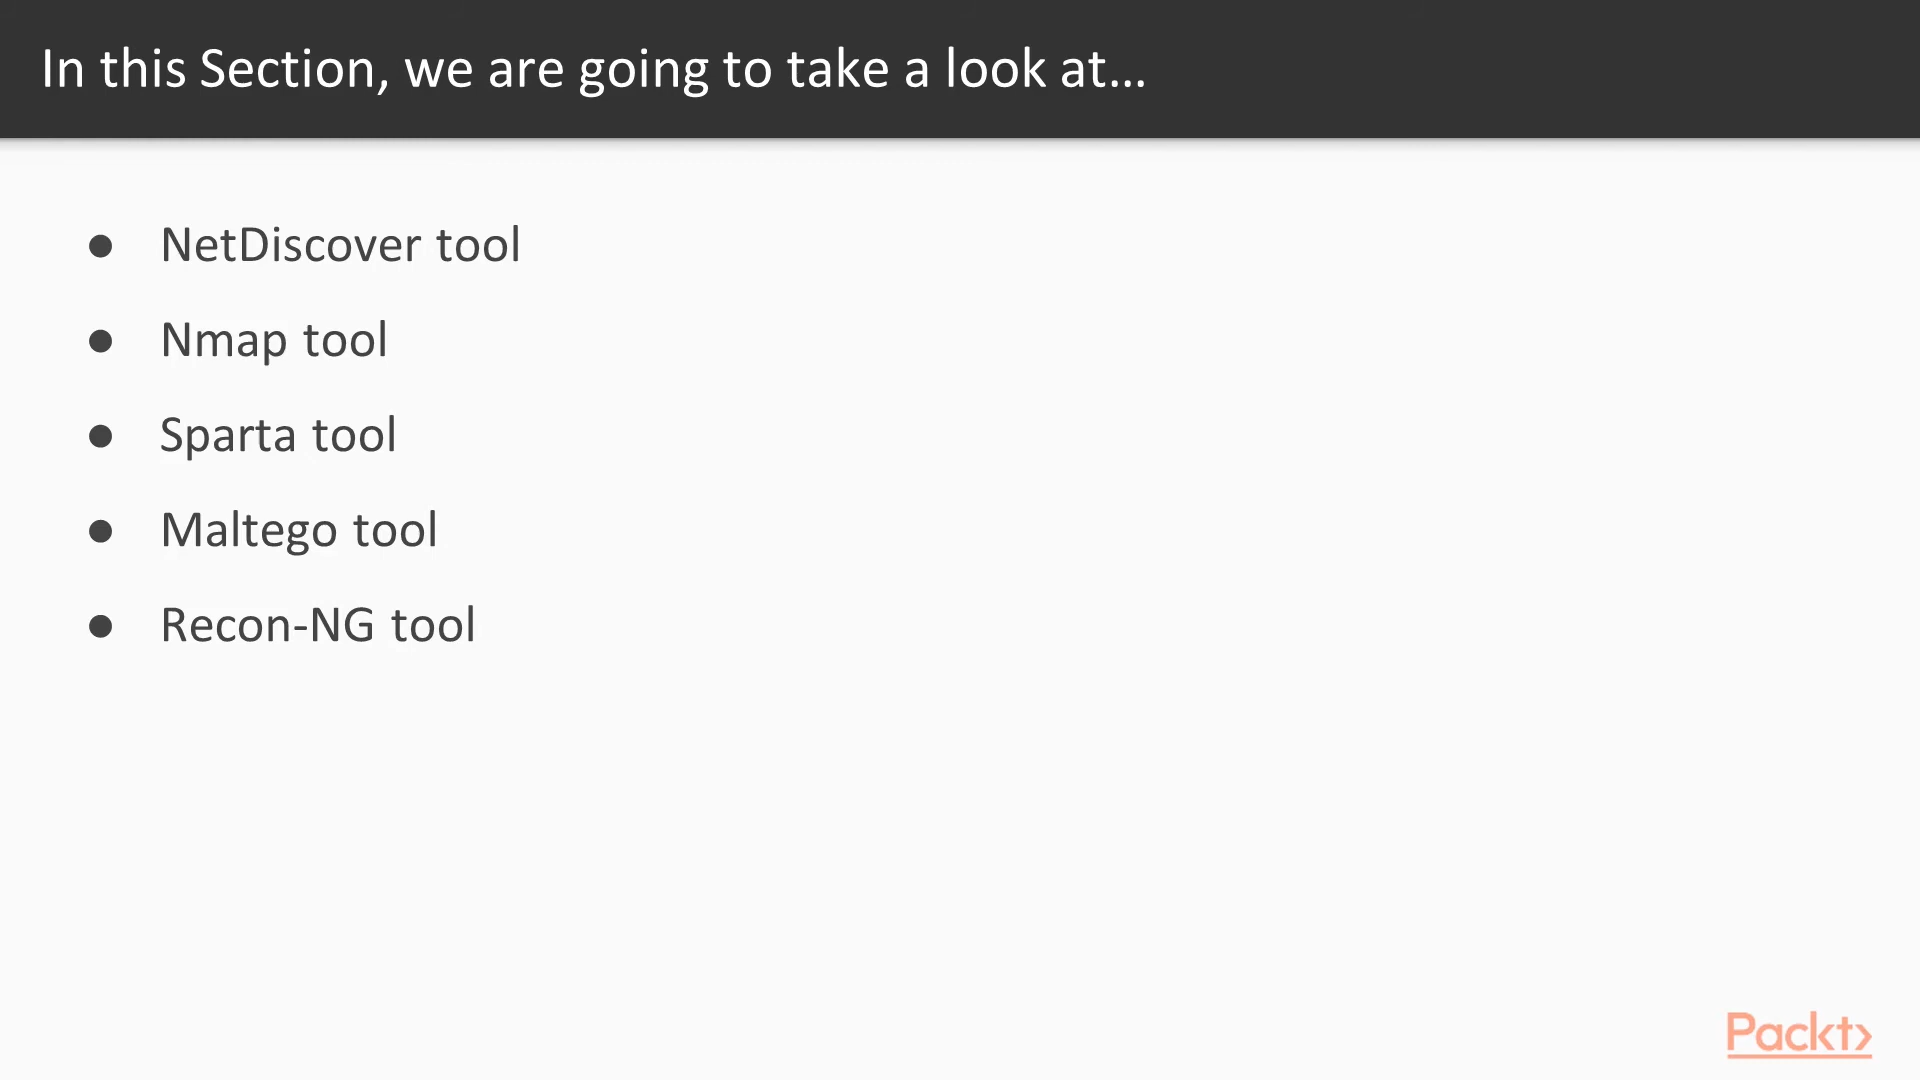 In this Section, we are going to take a look at...
● NetDiscover tool
● Nmap tool
● Sparta tool
● Maltego tool
● Recon-NG tool
Packt>